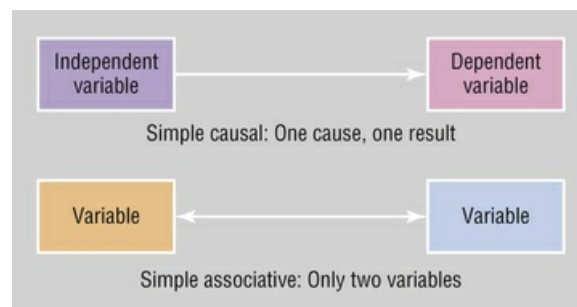 Independent
variable
Dependent
variable
Simple causal: One cause, one result
Variable
Variable
Simple associative: Only two variables